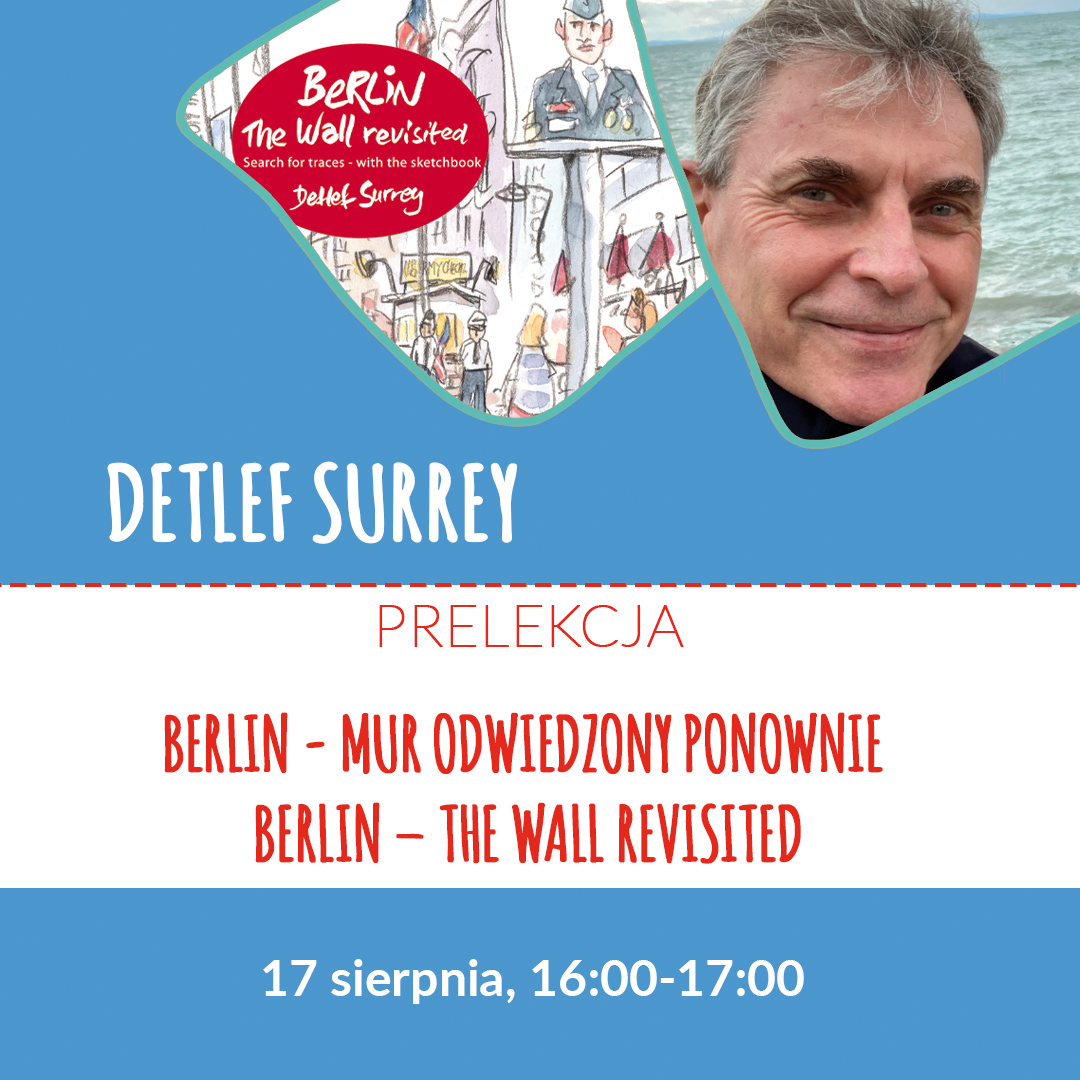 BERLIN
The Wall revisited
Search for traces - with the sketchbook
Detlef Surrey
DETLEF SURREY
PRELEKCJA
BERLIN - MUR ODWIEDZONY PONOWNIE
BERLIN – THE WALL REVISITED
17 sierpnia, 16:00-17:00